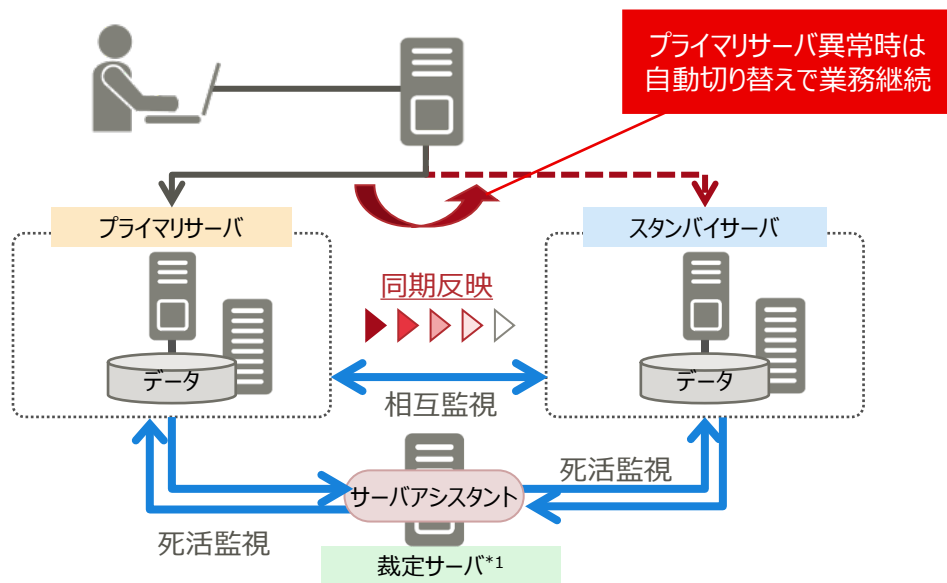 プライマリサーバ異常時は
自動切り替えで業務継続
プライマリサーバ
スタンバイサーバ
同期反映
データ
データ
相互監視
死活監視
サーバアシスタント
死活監視
裁定サーバ*1